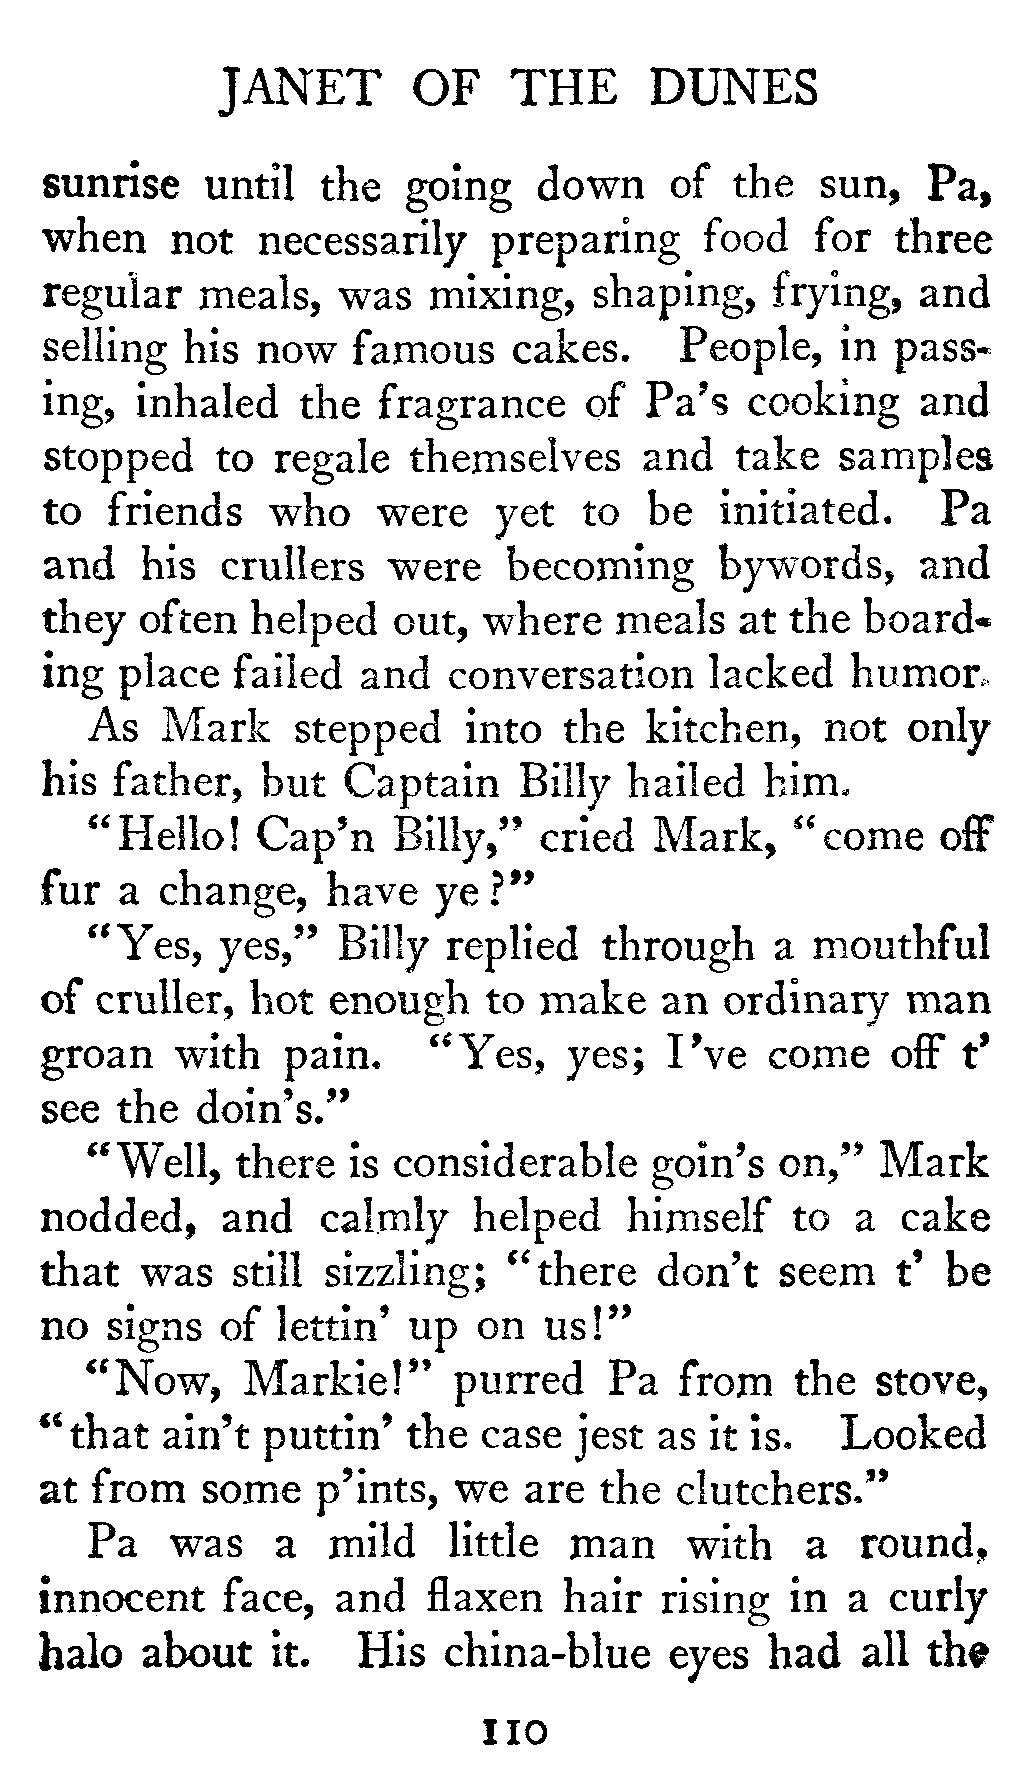 JANET OF THE DUNES
sunrise until the going down of the sun, Pa,
when not necessarily preparing food for three
regular meals, was mixing, shaping, frying, and
selling his now famous cakes. People, in pass-
ing, inhaled the fragrance of Pa's cooking and
stopped to regale themselves and take samples
to friends who were yet to be initiated. Pa
and his crullers were becoming bywords, and
they often helped out, where meals at the board-
ing place failed and conversation lacked humor.
As Mark stepped into the kitchen, not only
his father, but Captain Billy hailed him.
"Hello! Cap'n Billy," cried Mark, "come off
fur a change, have ye?"
"Yes, yes," Billy replied through a mouthful
of cruller, hot enough to make an ordinary man
groan with pain. "Yes, yes; I've come off t'
see the doin's."
"Well, there is considerable goin's on," Mark
nodded, and calmly helped himself to a cake
that was still sizzling; "there don't seem t' be
no signs of lettin' up on us!"
"Now, Markie!" purred Pa from the stove,
"that ain't puttin' the case jest as it is. Looked
at from some p'ints, we are the clutchers."
Pa was a mild little man with a round,
innocent face, and flaxen hair rising in a curly
halo about it. His china-blue eyes had all the
110